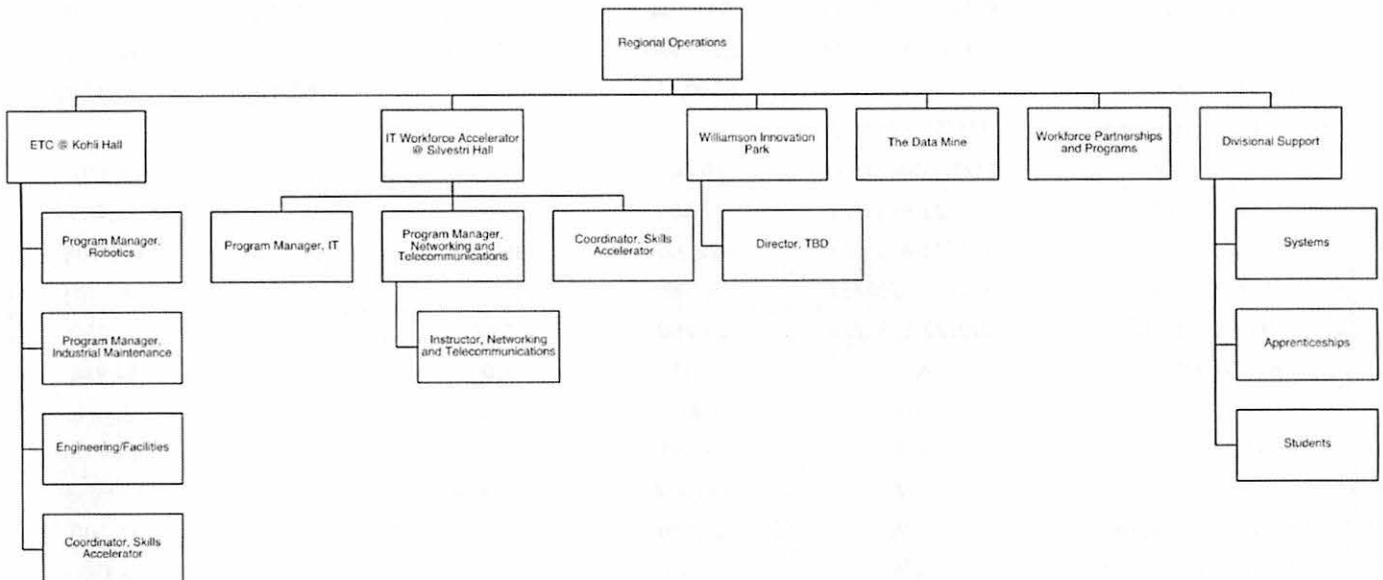 Regional Operations
ETC @ Kohli Hall
IT Workforce Accelerator
@ Silvestri Hall
Williamson Innovation
Park
The Data Mine
Workforce Partnerships
and Programs
Divisional Support
Program Manager,
Robotics
Program Manager, IT
Program Manager,
Networking and
Telecommunications
Coordinator, Skills
Accelerator
Director, TBD
Systems
Program Manager,
Industrial Maintenance
Instructor, Networking
and Telecommunications
Apprenticeships
Engineering/Facilities
Students
Coordinator, Skills
Accelerator